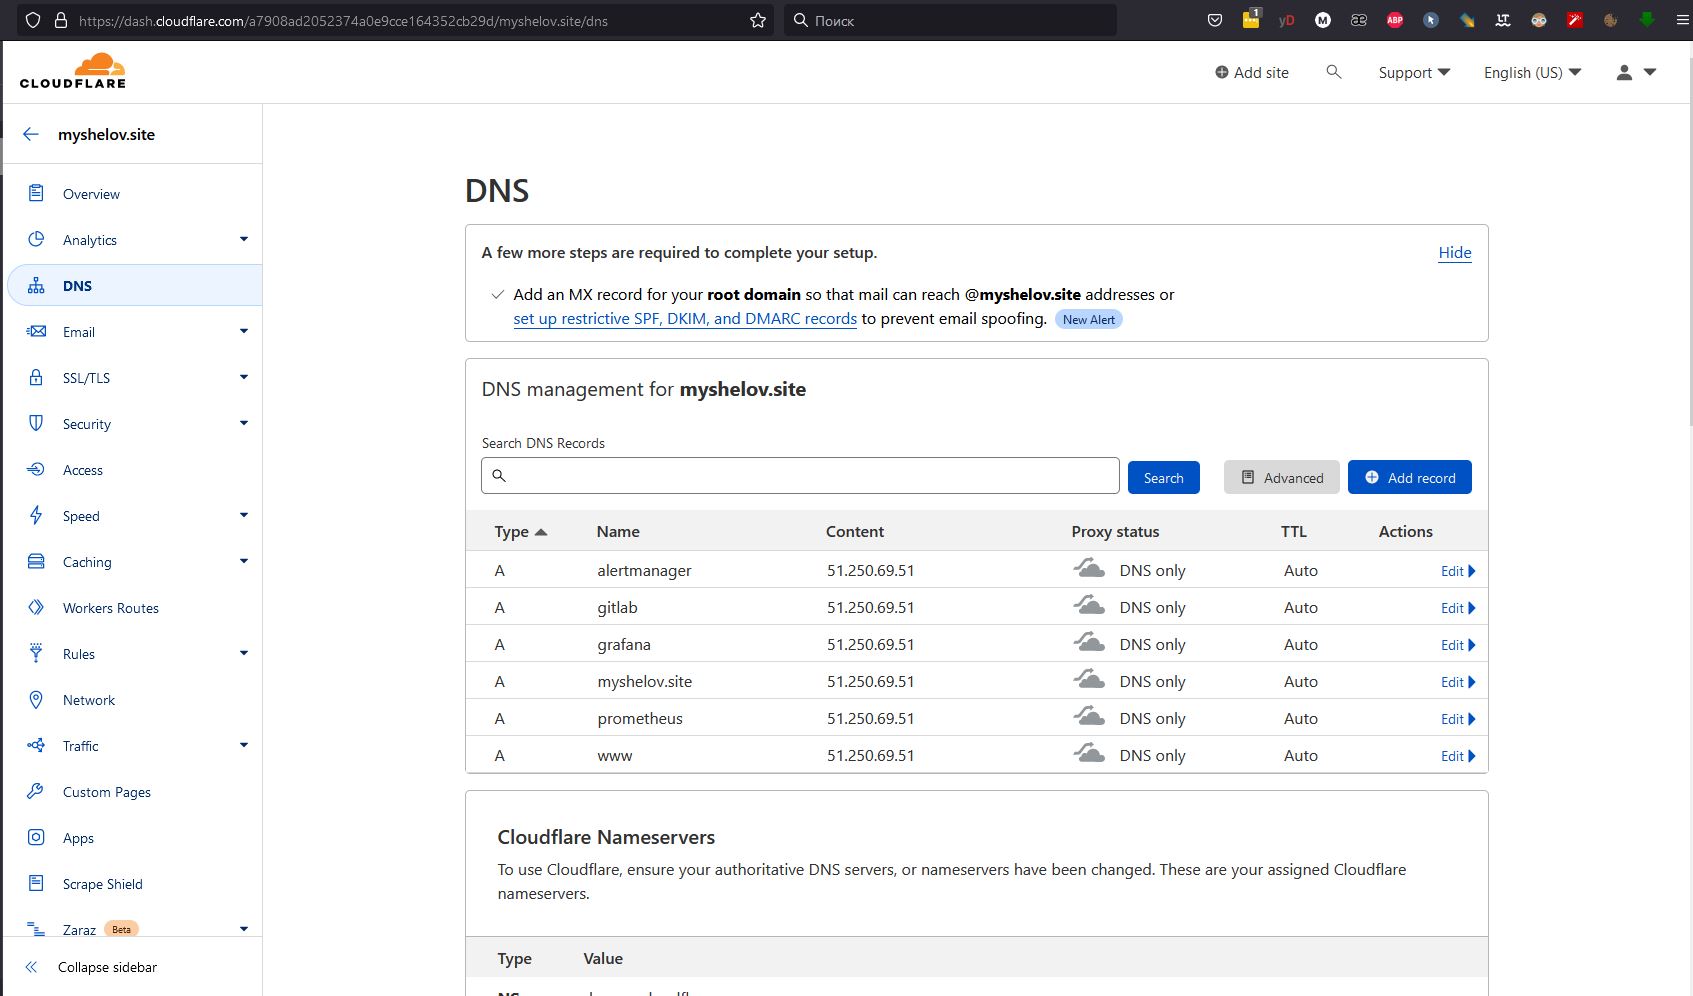 https://dash.cloudflare.com/a7908ad2052374a0e9cce164352cb29d/myshelov.site/dns
Поиск
1
yD
M
æ
ABP
CLOUDFLARE
Add site
Support
English (US)
myshelov.site
Overview
Analytics
DNS
Email
SSL/TLS
Security
Access
Speed
Caching
Workers Routes
Rules
Network
Traffic
Custom Pages
Apps
Scrape Shield
Zaraz Beta
Collapse sidebar
DNS
A few more steps are required to complete your setup.
Hide
Add an MX record for your root domain so that mail can reach @myshelov.site addresses or
set up restrictive SPF, DKIM, and DMARC records to prevent email spoofing. New Alert
DNS management for myshelov.site
Search DNS Records
Search
Advanced
Add record
Type Name Content Proxy status TTL Actions
A alertmanager 51.250.69.51 DNS only Auto Edit
A gitlab 51.250.69.51 DNS only Auto Edit
A grafana 51.250.69.51 DNS only Auto Edit
A myshelov.site 51.250.69.51 DNS only Auto Edit
A prometheus 51.250.69.51 DNS only Auto Edit
A www 51.250.69.51 DNS only Auto Edit
Cloudflare Nameservers
To use Cloudflare, ensure your authoritative DNS servers, or nameservers have been changed. These are your assigned Cloudflare
nameservers.
Type Value